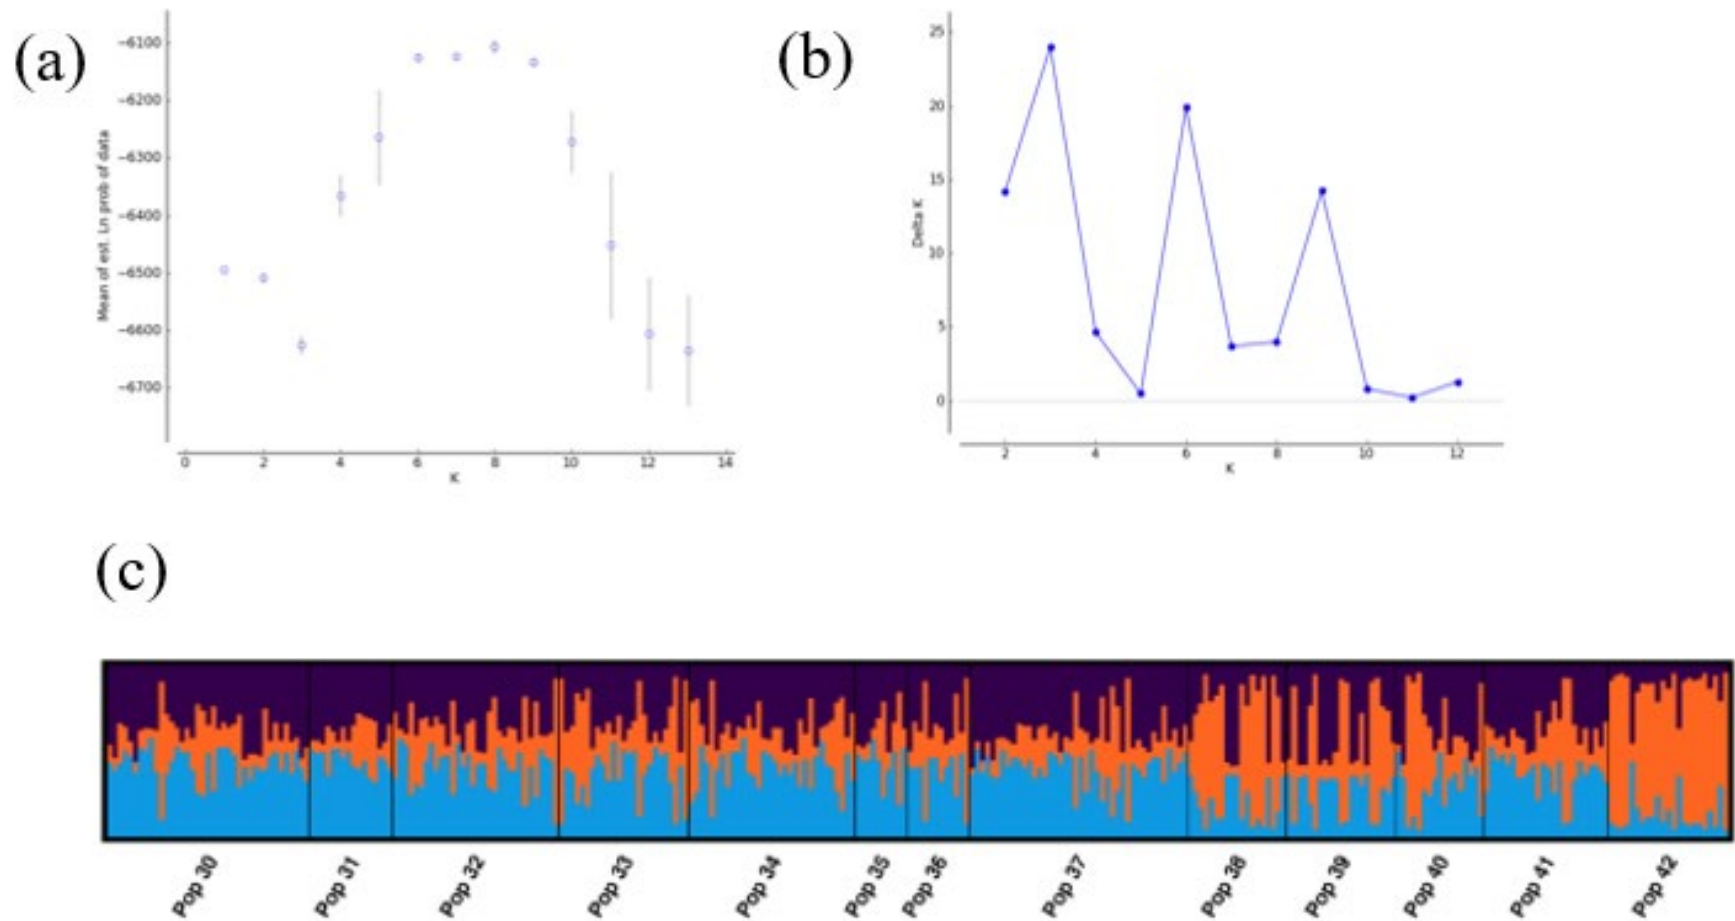 (a)
Mean of est. Ln prob of data
−6100
−6200
−6300
−6400
−6500
−6600
−6700
0 2 4 6 8 10 12 14
K
(b)
Delta K
25
20
15
10
5
0
2 4 6 8 10 12
K
(c)
Pop 30 Pop 31 Pop 32 Pop 33 Pop 34 Pop 35 Pop 36 Pop 37 Pop 38 Pop 39 Pop 40 Pop 41 Pop 42